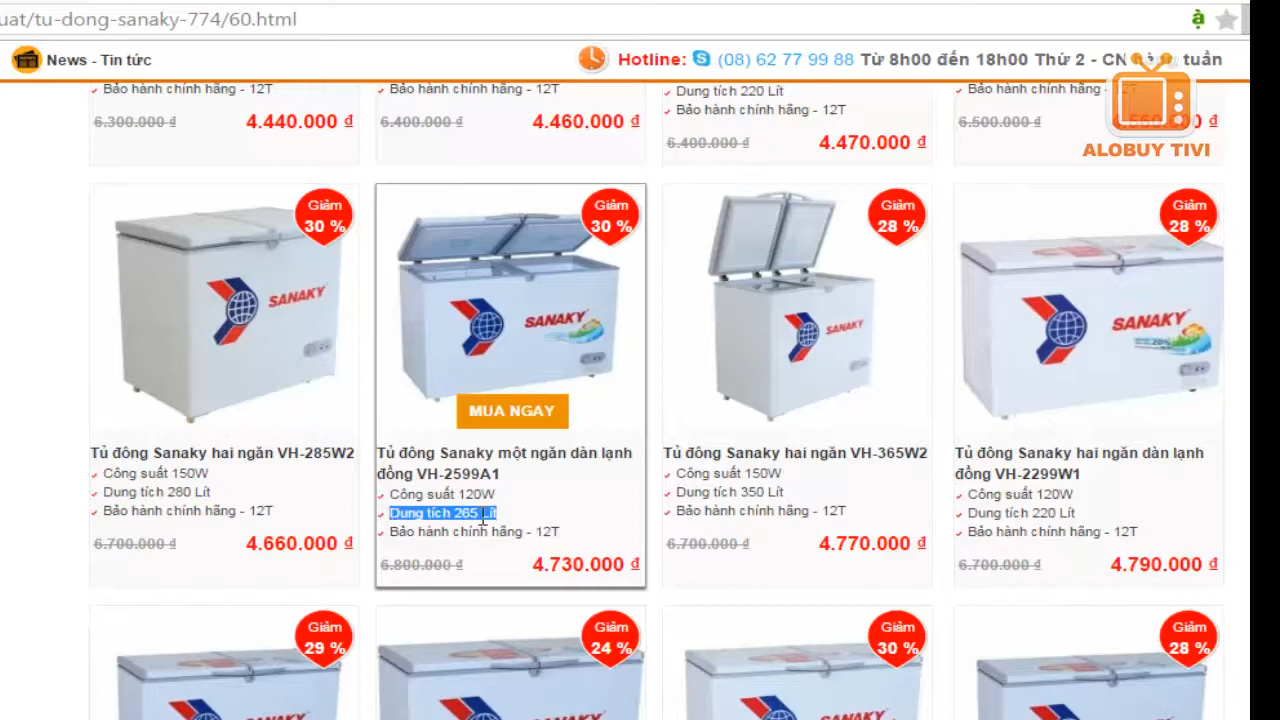 uat/tu-dong-sanaky-774/60.html
News - Tin tức
Hotline: (08) 62 77 99 88 Từ 8h00 đến 18h00 Thứ 2 - CN tuần
ALOBUY TIVI
Bảo hành chính hãng - 12T
6.300.000 ₫ 4.440.000 ₫
Bảo hành chính hãng - 12T
6.400.000 ₫ 4.460.000 ₫
Dung tích 220 Lít
Bảo hành chính hãng - 12T
6.400.000 ₫ 4.470.000 ₫
Bảo hành chính hãng -
6.500.000 ₫
Giảm
30 %
SANAKY
Tủ đông Sanaky hai ngăn VH-285W2
Công suất 150W
Dung tích 280 Lít
Bảo hành chính hãng - 12T
6.700.000 ₫ 4.660.000 ₫
Giảm
30 %
SANAKY
MUA NGAY
Tủ đông Sanaky một ngăn dàn lạnh
đồng VH-2599A1
Công suất 120W
Dung tích 265 Lít
Bảo hành chính hãng - 12T
6.800.000 ₫ 4.730.000 ₫
Giảm
28 %
SANAKY
Tủ đông Sanaky hai ngăn VH-365W2
Công suất 150W
Dung tích 350 Lít
Bảo hành chính hãng - 12T
6.700.000 ₫ 4.770.000 ₫
Giảm
28 %
SANAKY
Tủ đông Sanaky hai ngăn dàn lạnh
đồng VH-2299W1
Công suất 120W
Dung tích 220 Lít
Bảo hành chính hãng - 12T
6.700.000 ₫ 4.790.000 ₫
Giảm
29 %
Giảm
24 %
Giảm
30 %
Giảm
28 %